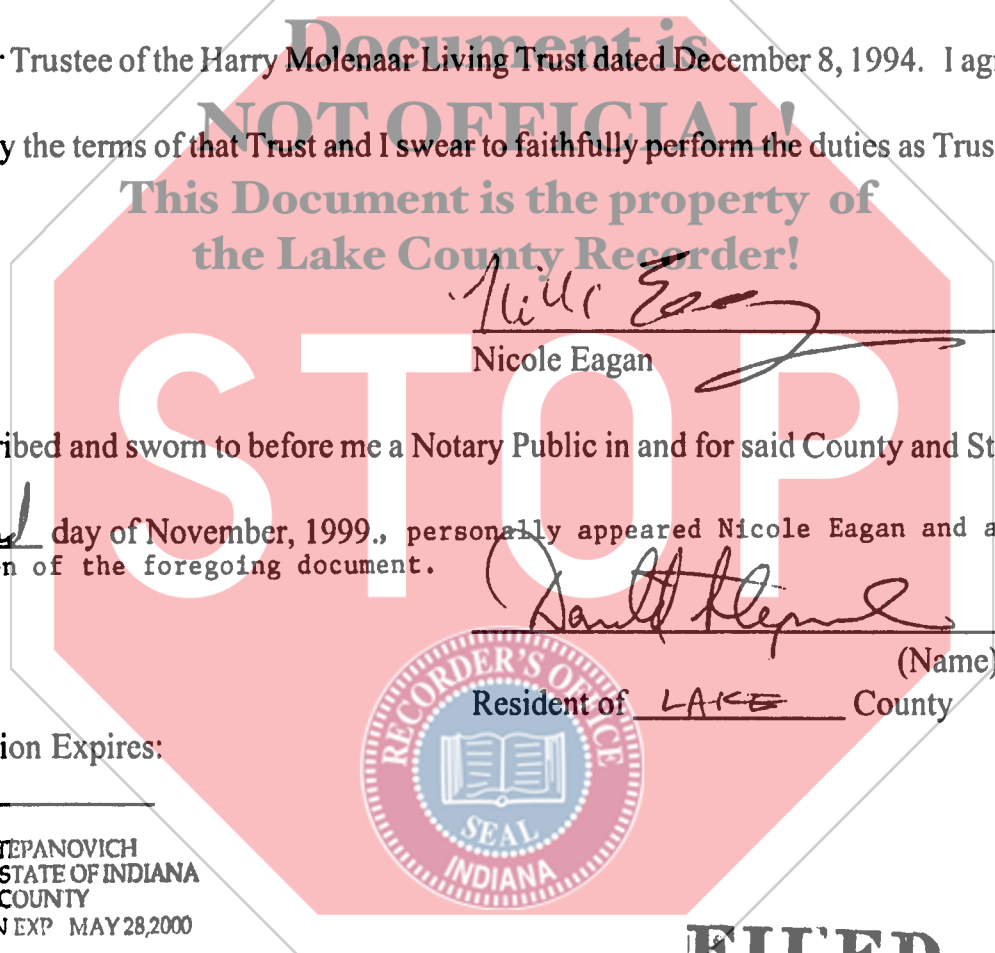 Document is
r Trustee of the Harry Molenaar Living Trust dated December 8, 1994. I agr
NOT OFFICIAL!
y the terms of that Trust and I swear to faithfully perform the duties as Trus
This Document is the property of
the Lake County Recorder!
Nicole Eagan
STOP
ibed and sworn to before me a Notary Public in and for said County and St
day of November, 1999., personally appeared Nicole Eagan and a
n of the foregoing document.
(Name)
Resident of LAKE County
RECORDER'S OFFICE
SEAL
INDIANA
ion Expires:
TEPANOVICH
STATE OF INDIANA
COUNTY
N EXP MAY 28,2000
FILED